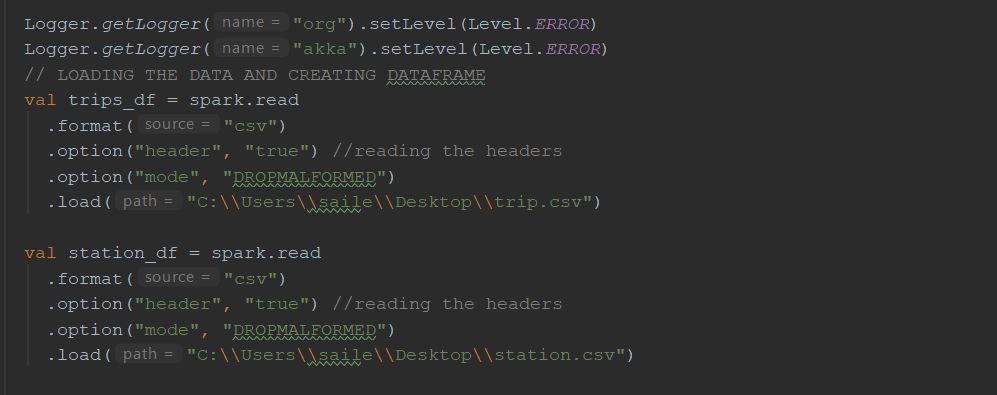 Logger.getLogger( name = "org").setLevel(Level.ERROR)
Logger.getLogger( name = "akka").setLevel(Level.ERROR)
// LOADING THE DATA AND CREATING DATAFRAME
val trips_df = spark.read
.format( source = "csv")
.option("header", "true") //reading the headers
.option("mode", "DROPMALFORMED")
.load( path = "C:\\Users\\saile\\Desktop\\trip.csv")
val station_df = spark.read
.format( source = "csv")
.option("header", "true") //reading the headers
.option("mode", "DROPMALFORMED")
.load( path = "C:\\Users\\saile\\Desktop\\station.csv")